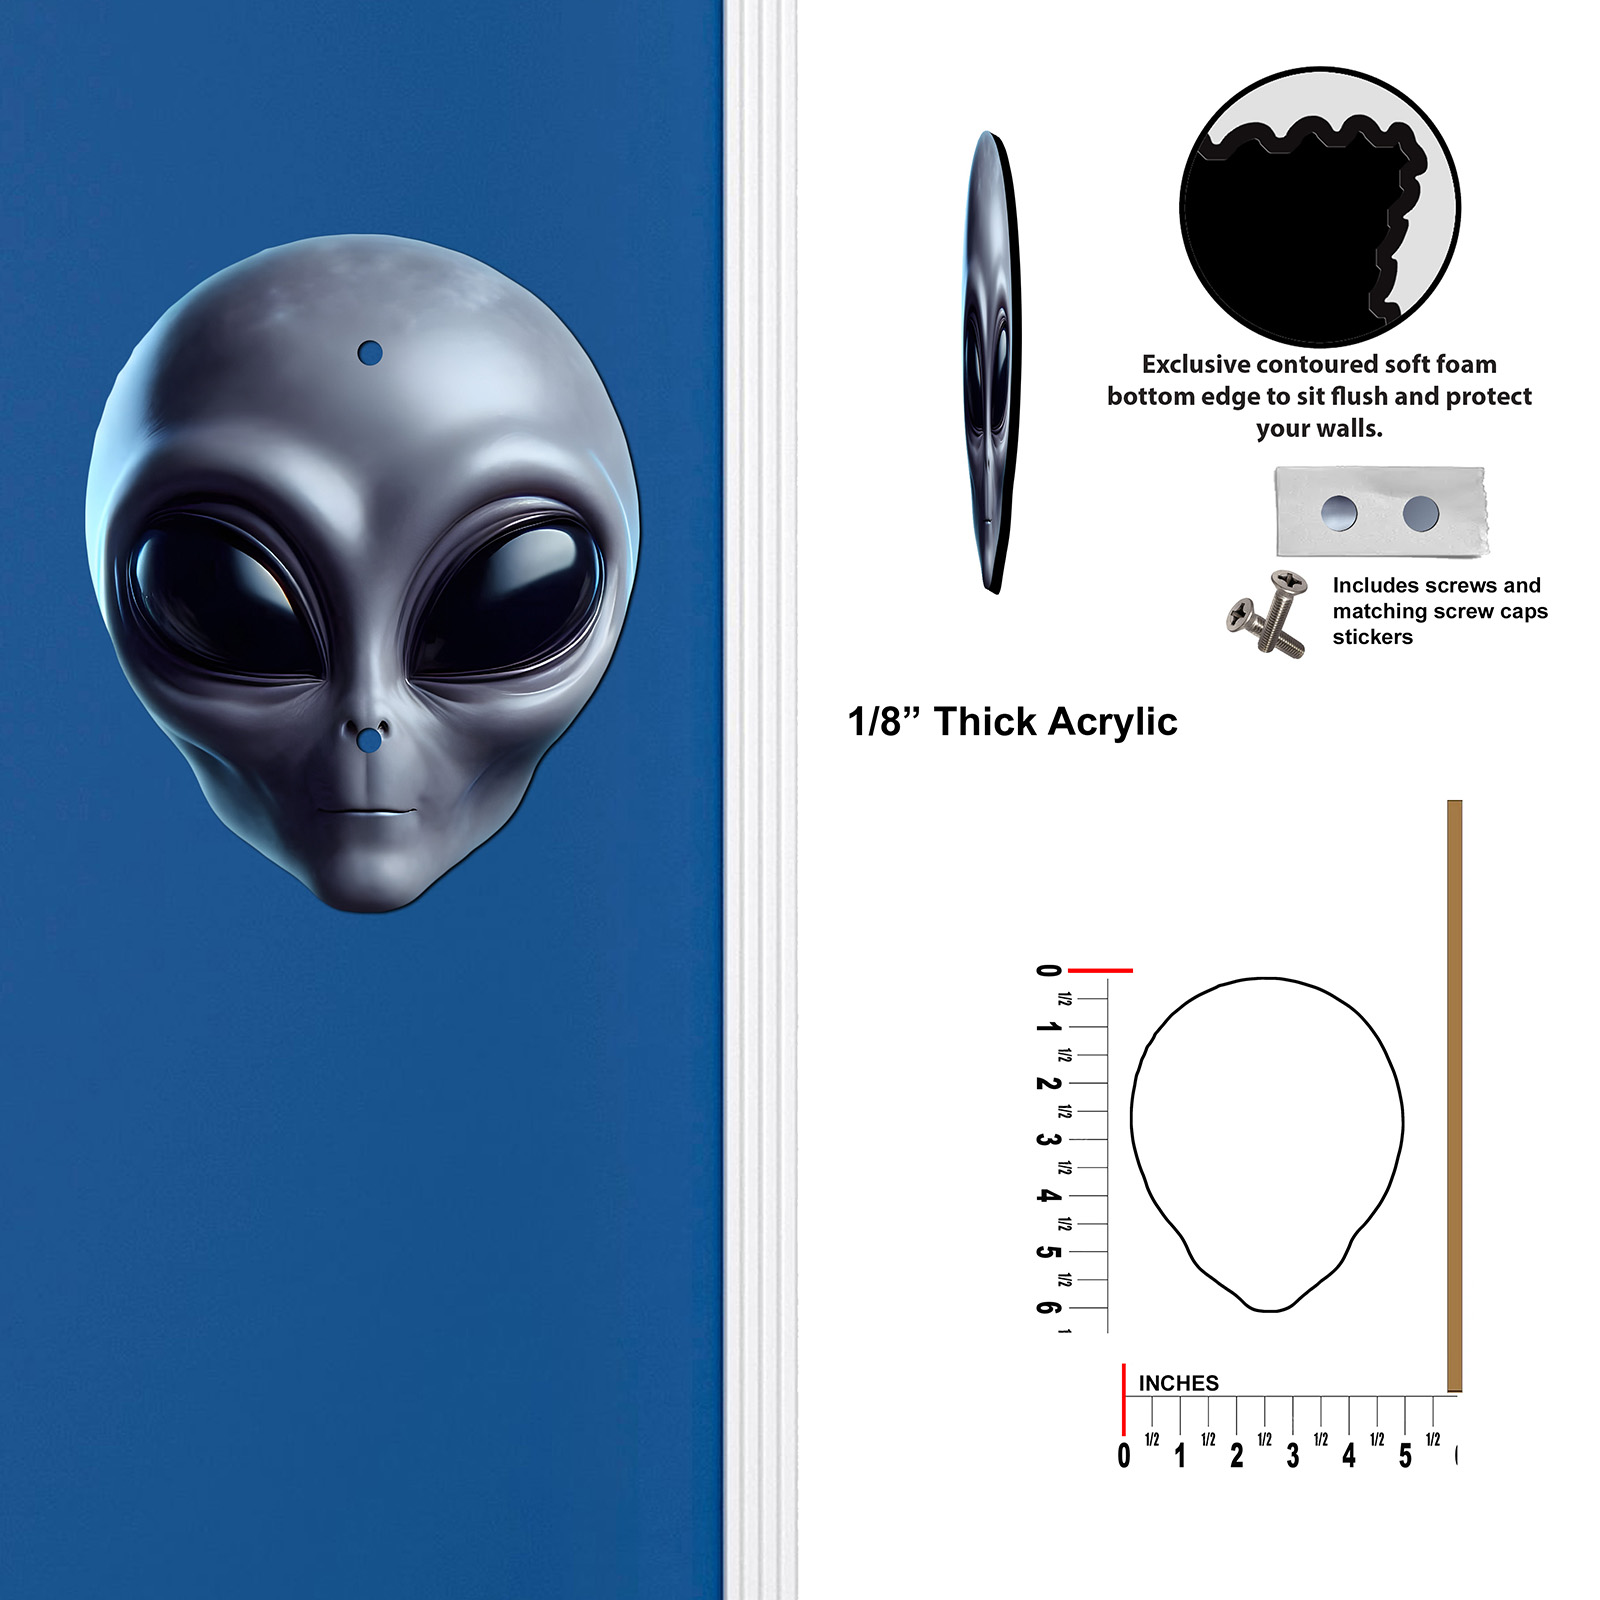 Exclusive contoured soft foam
bottom edge to sit flush and protect
your walls.
Includes screws and
matching screw caps
stickers
1/8” Thick Acrylic
0
1/2
1
1/2
2
1/2
3
1/2
4
1/2
5
1/2
6
1
INCHES
0 1/2 1 1/2 2 1/2 3 1/2 4 1/2 5 1/2